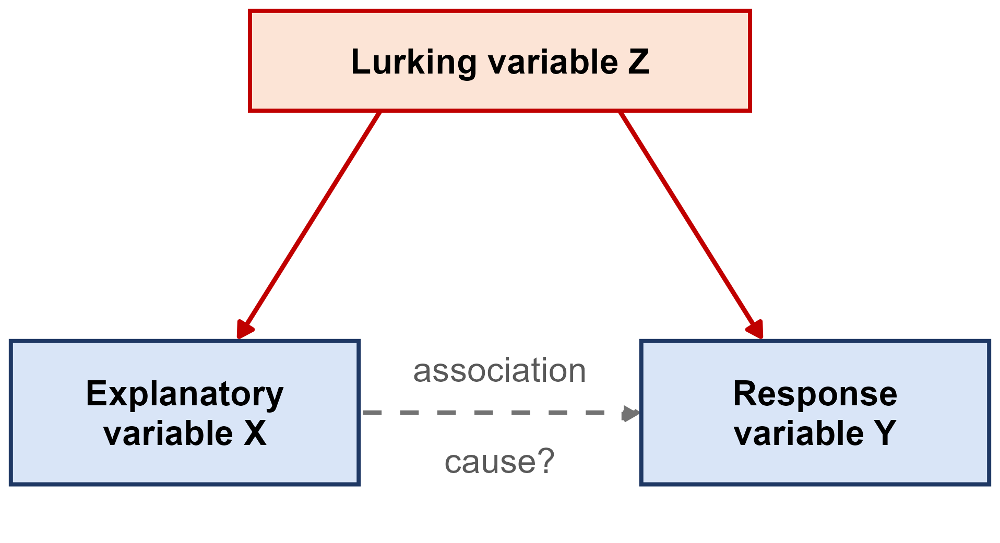 Lurking variable Z
association
Explanatory
variable X
cause?
Response
variable Y